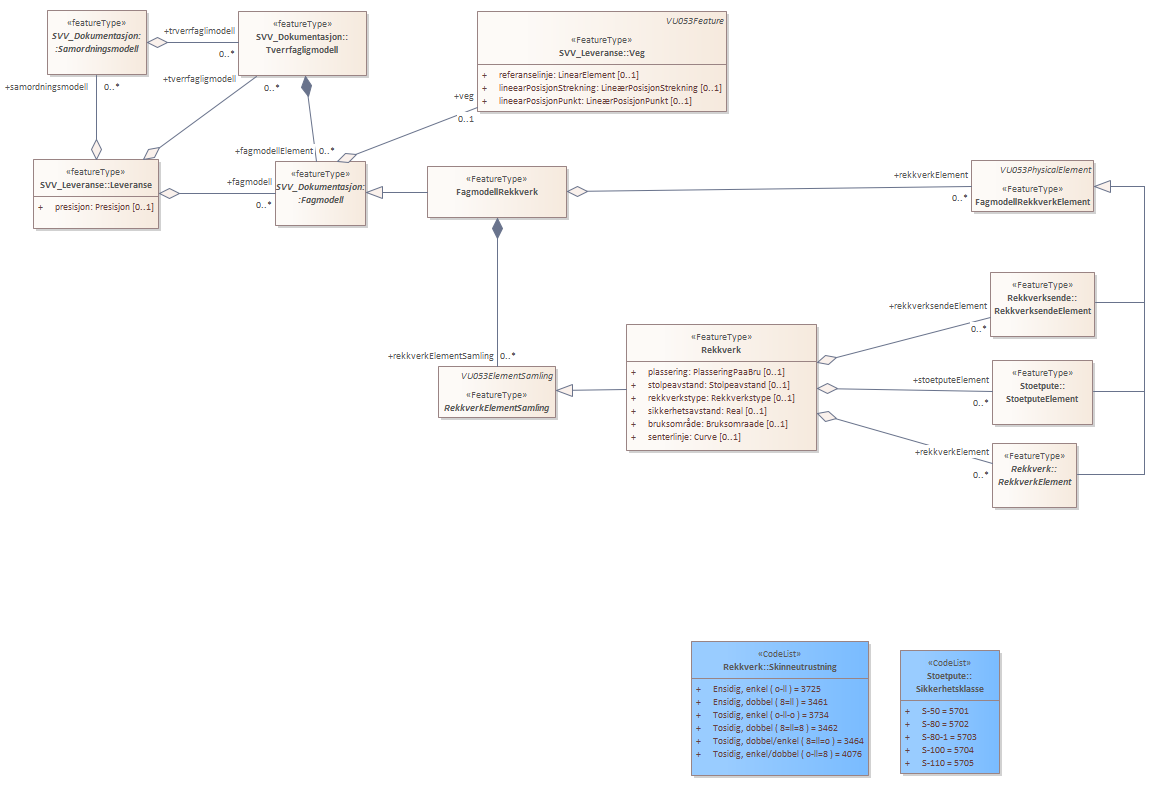 «featureType»
SVV_Dokumentasjon:
:Samordningsmodell
+trverrfaglimodell
0..*
«featureType»
SVV_Dokumentasjon::
Tverrfagligmodell
+samordningsmodell
0..*
+tverrfagligmodell
0..*
VU053Feature
«FeatureType»
SVV_Leveranse::Veg
+ referanselinje: LinearElement [0..1]
+ lineearPosisjonStrekning: LineærPosisjonStrekning [0..1]
+ lineearPosisjonPunkt: LineærPosisjonPunkt [0..1]
+veg
0..1
+fagmodellElement
0..*
«featureType»
SVV_Leveranse::Leveranse
+ presisjon: Presisjon [0..1]
+fagmodell
0..*
«featureType»
SVV_Dokumentasjon:
:Fagmodell
«FeatureType»
FagmodellRekkverk
+rekkverkElement
0..*
VU053PhysicalElement
«FeatureType»
FagmodellRekkverkElement
+rekkverkElementSamling
0..*
VU053ElementSamling
«FeatureType»
RekkverkElementSamling
«FeatureType»
Rekkverk
+ plassering: PlasseringPaaBru [0..1]
+ stolpeavstand: Stolpeavstand [0..1]
+ rekkverkstype: Rekkverkstype [0..1]
+ sikkerhetsavstand: Real [0..1]
+ bruksområde: Bruksomraade [0..1]
+ senterlinje: Curve [0..1]
+rekkverksendeElement
0..*
«FeatureType»
Rekkverksende::
RekkverksendeElement
+stoetputeElement
0..*
«FeatureType»
Stoetpute::
StoetputeElement
+rekkverkElement
0..*
«FeatureType»
Rekkverk::
RekkverkElement
«CodeList»
Rekkverk::Skinneutrustning
+ Ensidig, enkel ( o-ll ) = 3725
+ Ensidig, dobbel ( 8=ll ) = 3461
+ Tosidig, enkel ( o-ll-o ) = 3734
+ Tosidig, dobbel ( 8=ll=8 ) = 3462
+ Tosidig, dobbel/enkel ( 8=ll=o ) = 3464
+ Tosidig, enkel/dobbel ( o-ll=8 ) = 4076
«CodeList»
Stoetpute::
Sikkerhetsklasse
+ S-50 = 5701
+ S-80 = 5702
+ S-80-1 = 5703
+ S-100 = 5704
+ S-110 = 5705